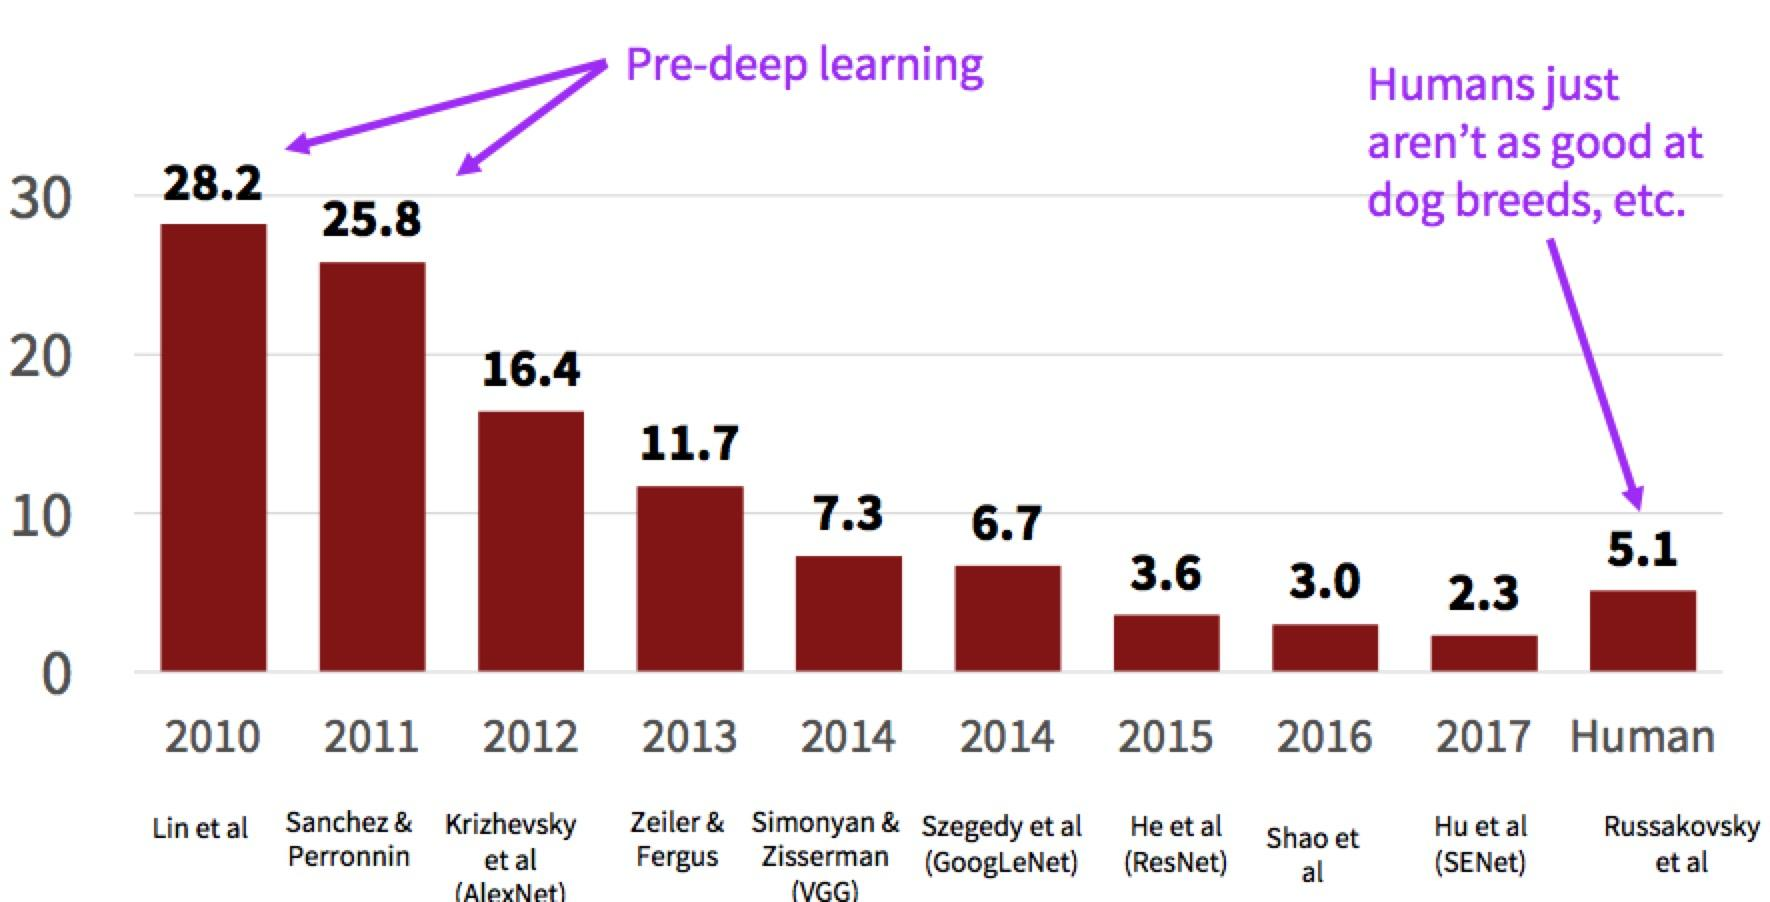 Pre-deep learning
Humans just
aren't as good at
dog breeds, etc.
30
20
10
0
28.2
25.8
16.4
11.7
7.3
6.7
3.6
3.0
2.3
5.1
2010
2011
2012
2013
2014
2014
2015
2016
2017
Human
Lin et al
Sanchez &
Perronnin
Krizhevsky
et al
(AlexNet)
Zeiler &
Fergus
Simonyan &
Zisserman
(VGG)
Szegedy et al
(GoogLeNet)
He et al
(ResNet)
Shao et
al
Hu et al
(SENet)
Russakovsky
et al